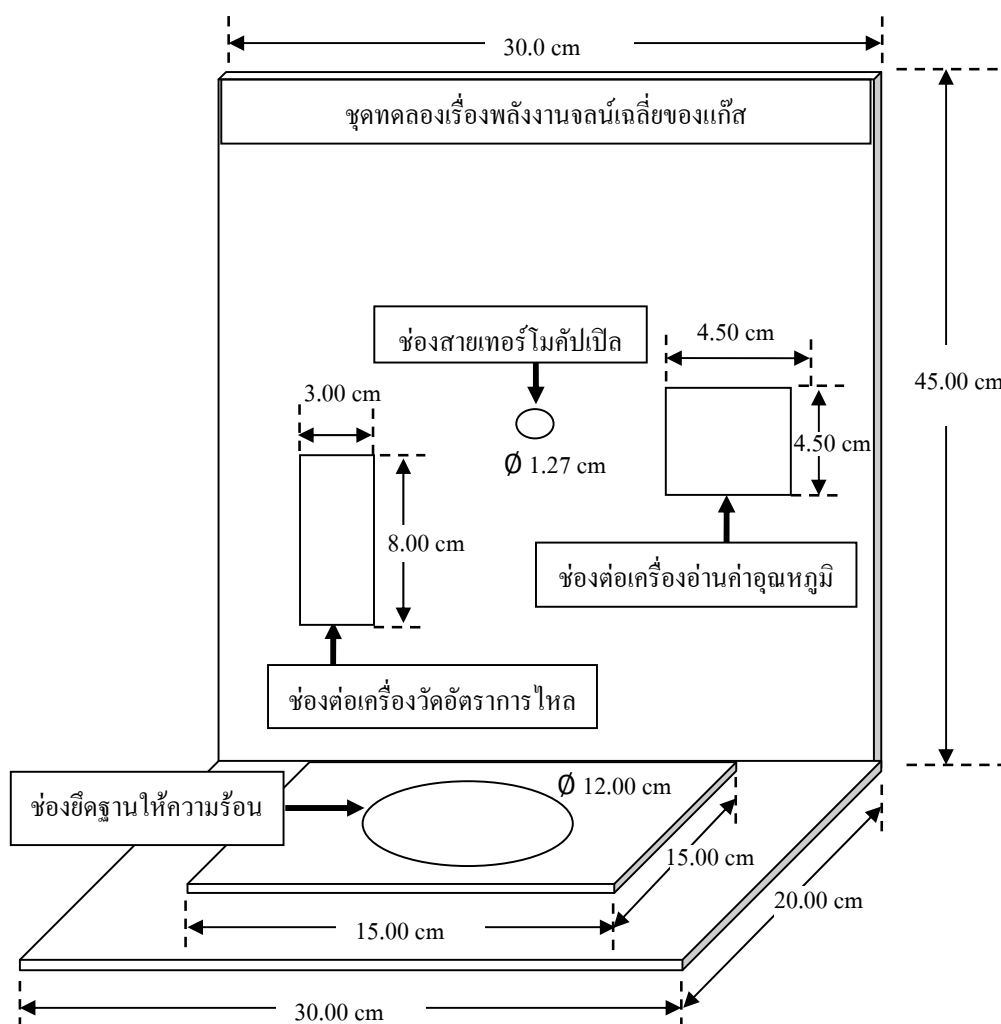 30.0 cm
ชุดทดลองเรื่องพลังงานจลน์เฉลี่ยของแก๊ส
ช่องสายเทอร์โมคัปเปิล
4.50 cm
45.00 cm
3.00 cm
4.50 cm
Ø 1.27 cm
8.00 cm
ช่องต่อเครื่องอ่านค่าอุณหภูมิ
ช่องต่อเครื่องวัดอัตราการไหล
Ø 12.00 cm
ช่องยึดฐานให้ความร้อน
15.00 cm
20.00 cm
15.00 cm
30.00 cm